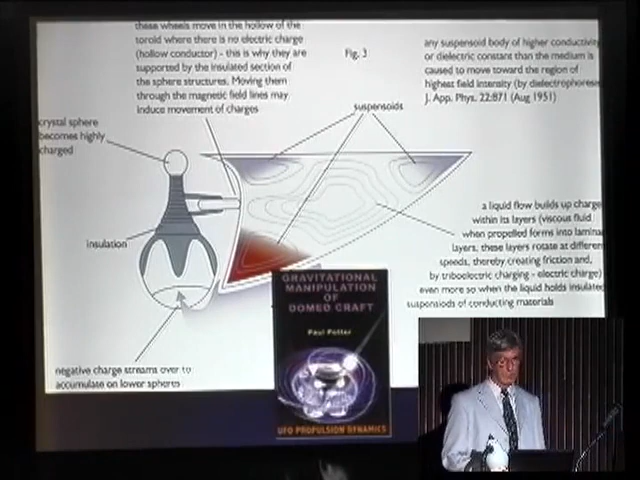 these wheels move in the hollow of the
toroid where there is no electric charge
(hollow conductor) - this is why they are
supported by the insulated section of
the sphere structures. Moving them
through the magnetic field lines may
induce movement of charges
Fig. 3
any suspensoid body of higher conductivity
or dielectric constant than the medium is
caused to move toward the region of
highest field intensity (by dielectrophoresis
J. App. Phys. 22:871 (Aug 1951)
suspensoids
crystal sphere
becomes highly
charged
insulation
a liquid flow builds up charge
within its layers (viscous fluid
when propelled forms into laminar
layers, these layers rotate at different
speeds, thereby creating friction and,
by triboelectric charging - electric charge)
even more so when the liquid holds insulated
suspensoids of conducting materials
negative charge streams over to
accumulate on lower spheres
GRAVITATIONAL
MANIPULATION
OF
DOMED CRAFT
Paul Potter
UFO PROPULSION DYNAMICS